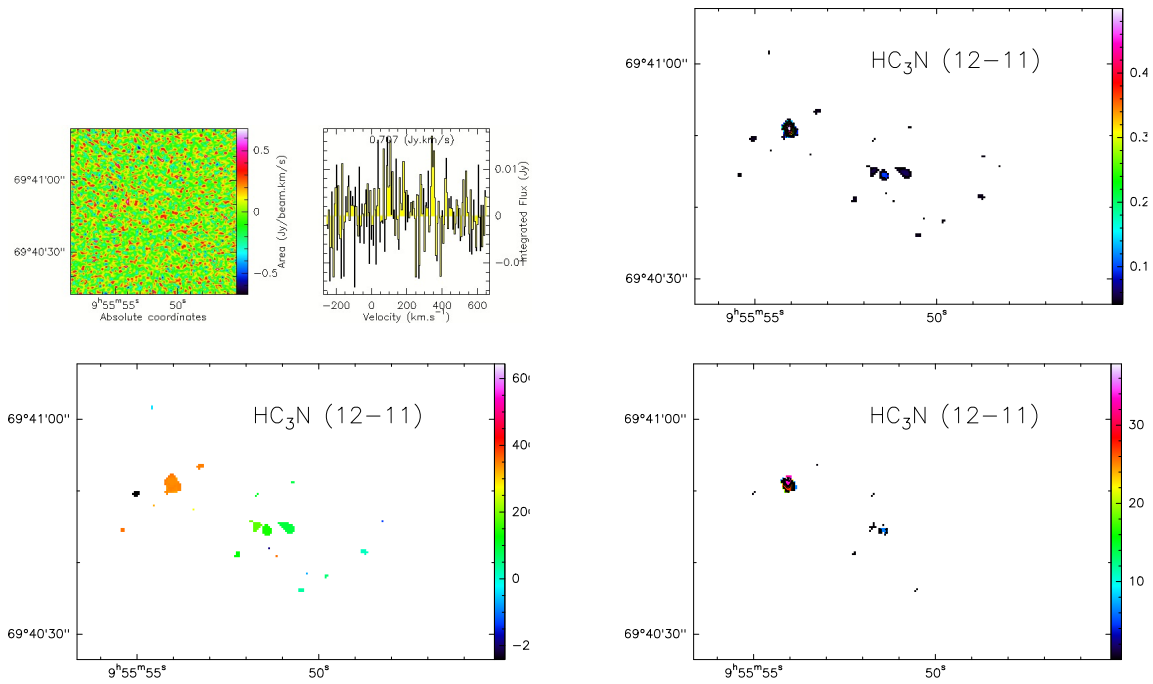 69°41'00''
69°40'30''
9ʰ55ᵐ55ˢ
50ˢ
Absolute coordinates
0.5
0
−0.5
Area (Jy/beam.km/s)
0.707 (Jy.km/s)
0.01
0
−0.01
Integrated Flux (Jy)
−200
0
200
400
600
Velocity (km.s⁻¹)
HC₃N (12−11)
69°41'00''
69°40'30''
9ʰ55ᵐ55ˢ
50ˢ
0.4
0.3
0.2
0.1
HC₃N (12−11)
69°41'00''
69°40'30''
9ʰ55ᵐ55ˢ
50ˢ
0
HC₃N (12−11)
69°41'00''
69°40'30''
9ʰ55ᵐ55ˢ
50ˢ
30
20
10